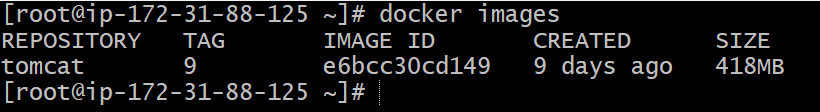 [root@ip-172-31-88-125 ~]# docker images
REPOSITORY   TAG       IMAGE ID       CREATED      SIZE
tomcat       9         e6bcc30cd149   9 days ago   418MB
[root@ip-172-31-88-125 ~]#